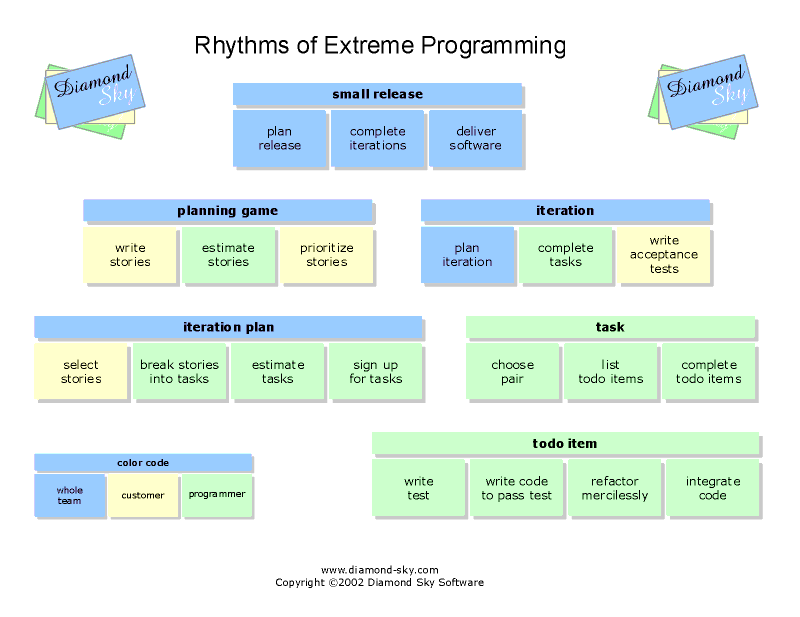 Rhythms of Extreme Programming
Diamond
Sky
Diamond
Sky
small release
plan
release
complete
iterations
deliver
software
planning game
write
stories
estimate
stories
prioritize
stories
iteration
plan
iteration
complete
tasks
write
acceptance
tests
iteration plan
select
stories
break stories
into tasks
estimate
tasks
sign up
for tasks
task
choose
pair
list
todo items
complete
todo items
color code
whole
team
customer
programmer
todo item
write
test
write code
to pass test
refactor
mercilessly
integrate
code
www.diamond-sky.com
Copyright ©2002 Diamond Sky Software